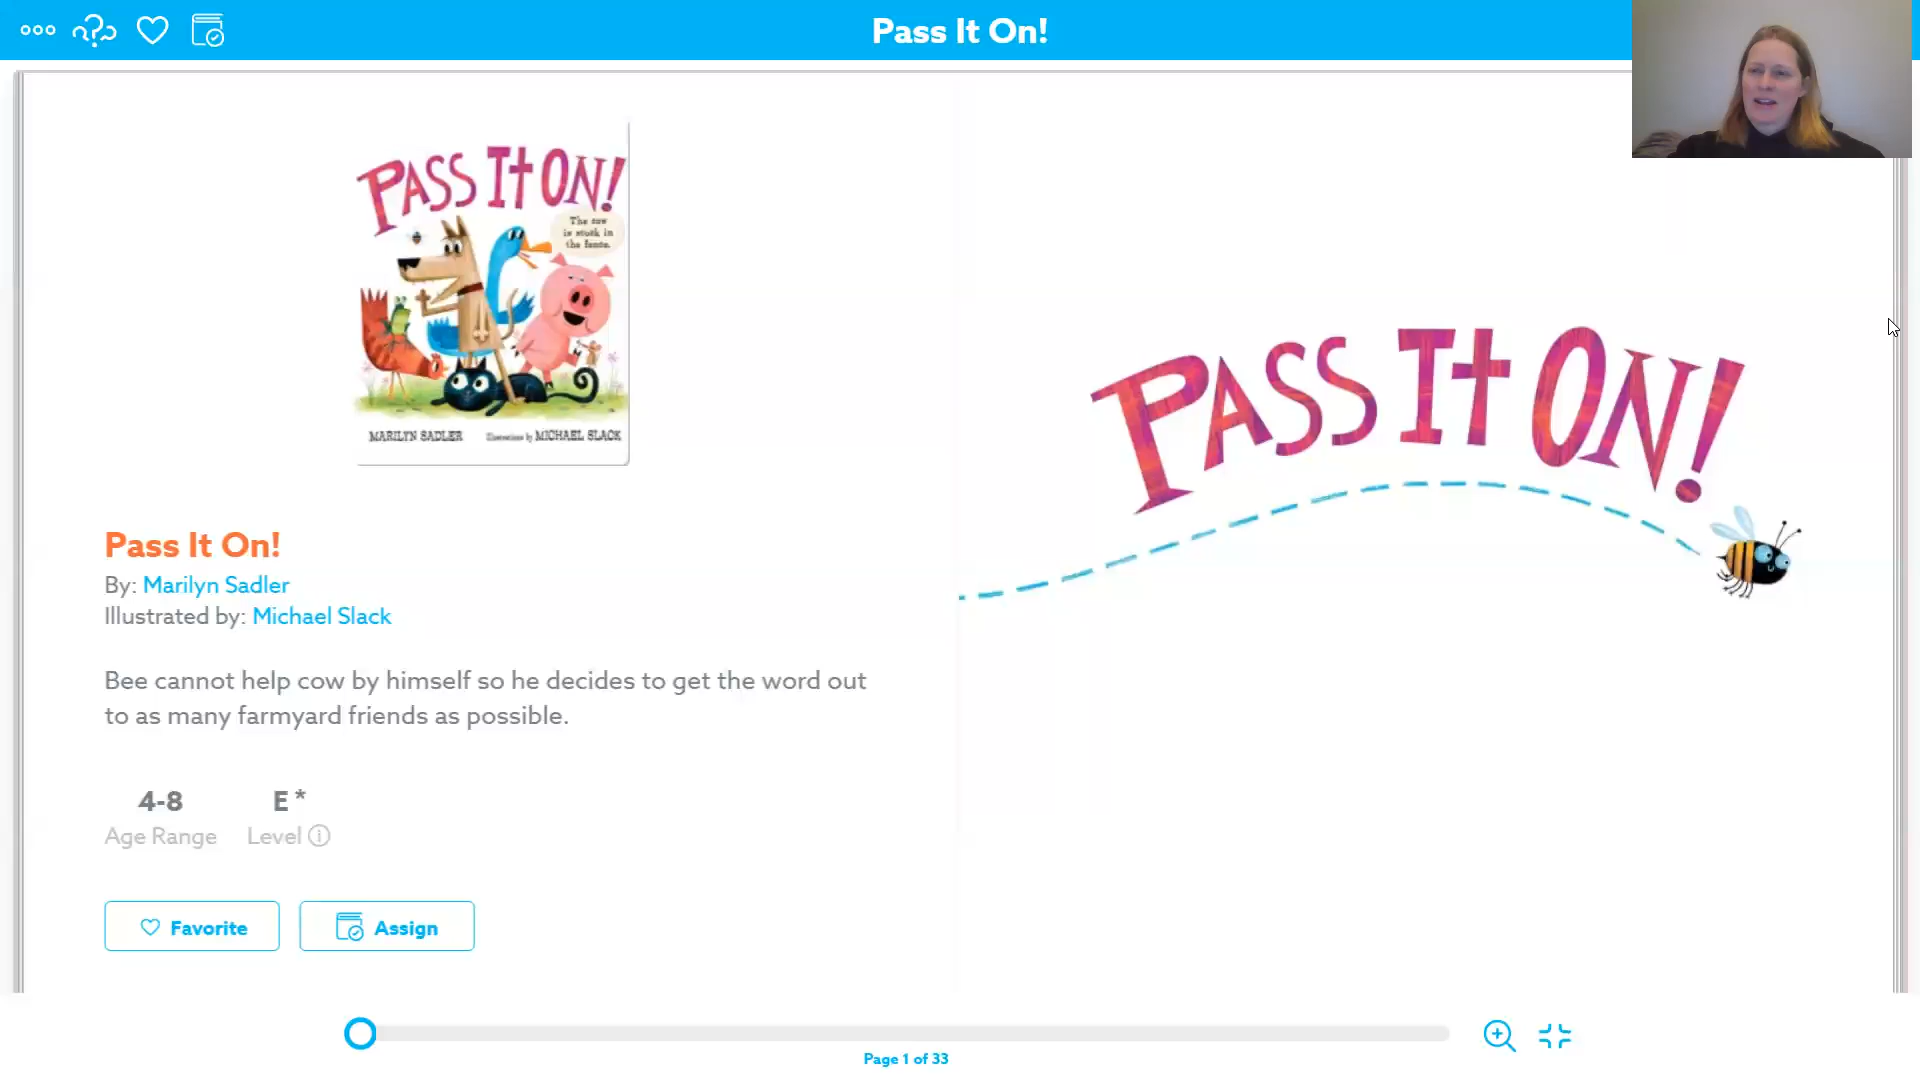 Pass It On!
PASS IT ON!
The cow
is stuck in
the fence.
MARILYN SADLER Illustrations by MICHAEL SLACK
Pass It On!
By: Marilyn Sadler
Illustrated by: Michael Slack
Bee cannot help cow by himself so he decides to get the word out
to as many farmyard friends as possible.
4-8 E *
Age Range Level
Favorite Assign
PASS IT ON!
Page 1 of 33